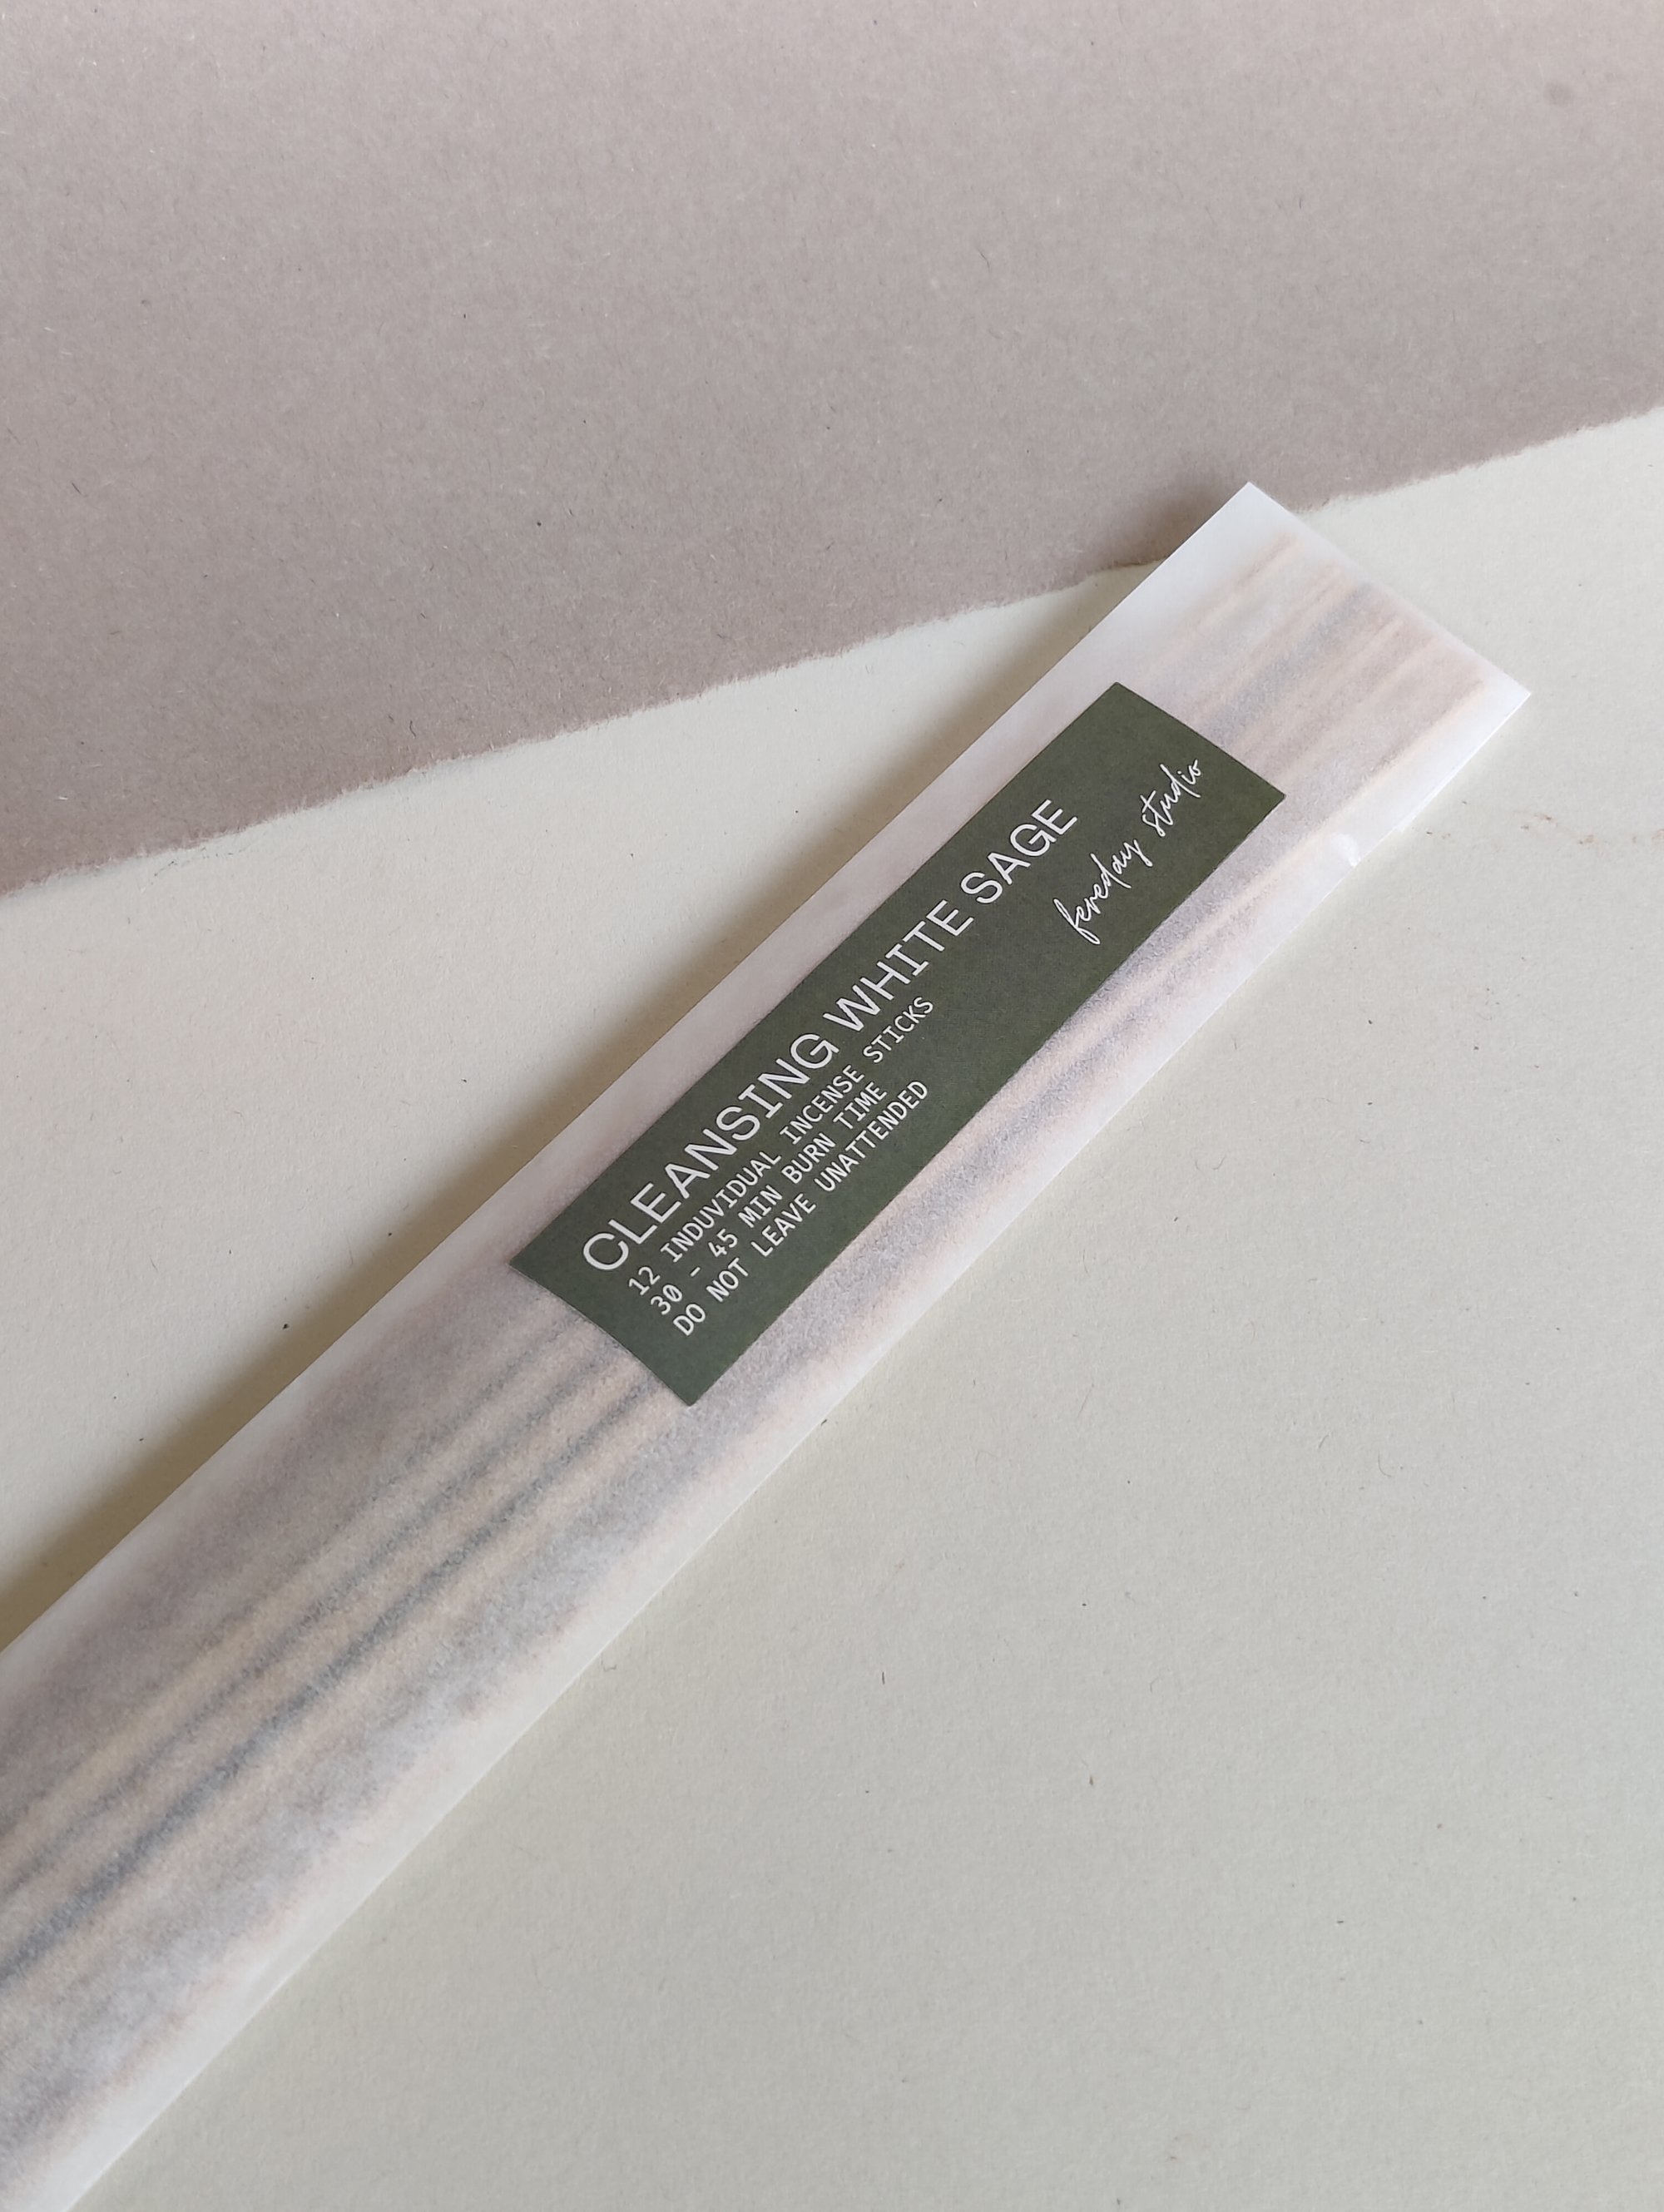 CLEANSING WHITE SAGE
12 INDUVIDUAL INCENSE STICKS
30 - 45 MIN BURN TIME
DO NOT LEAVE UNATTENDED
fereday studio